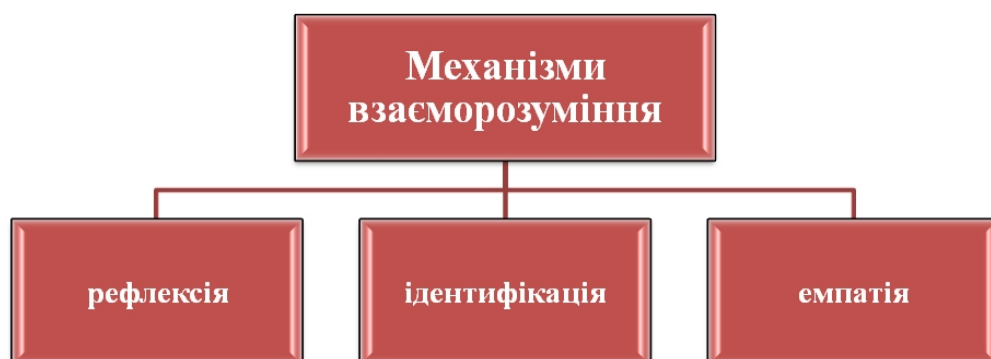 Механізми
взаєморозуміння
рефлексія
ідентифікація
емпатія